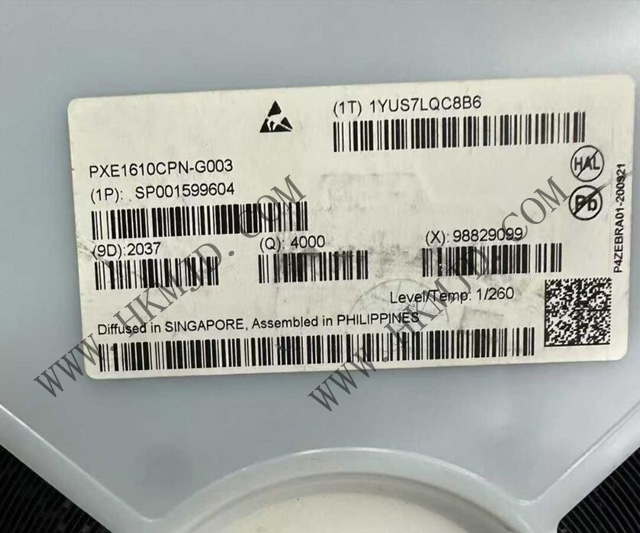 (1T) 1YUS7LQC8B6
PXE1610CPN-G003
(1P): SP001599604
HAL
Pb
(9D):2037
(Q): 4000
(X): 98829099
P4ZEBRA01-200921
Level/Temp: 1/260
Diffused in SINGAPORE, Assembled in PHILIPPINES
WWW.HKMJD.COM
WWW.HKMJD.COM